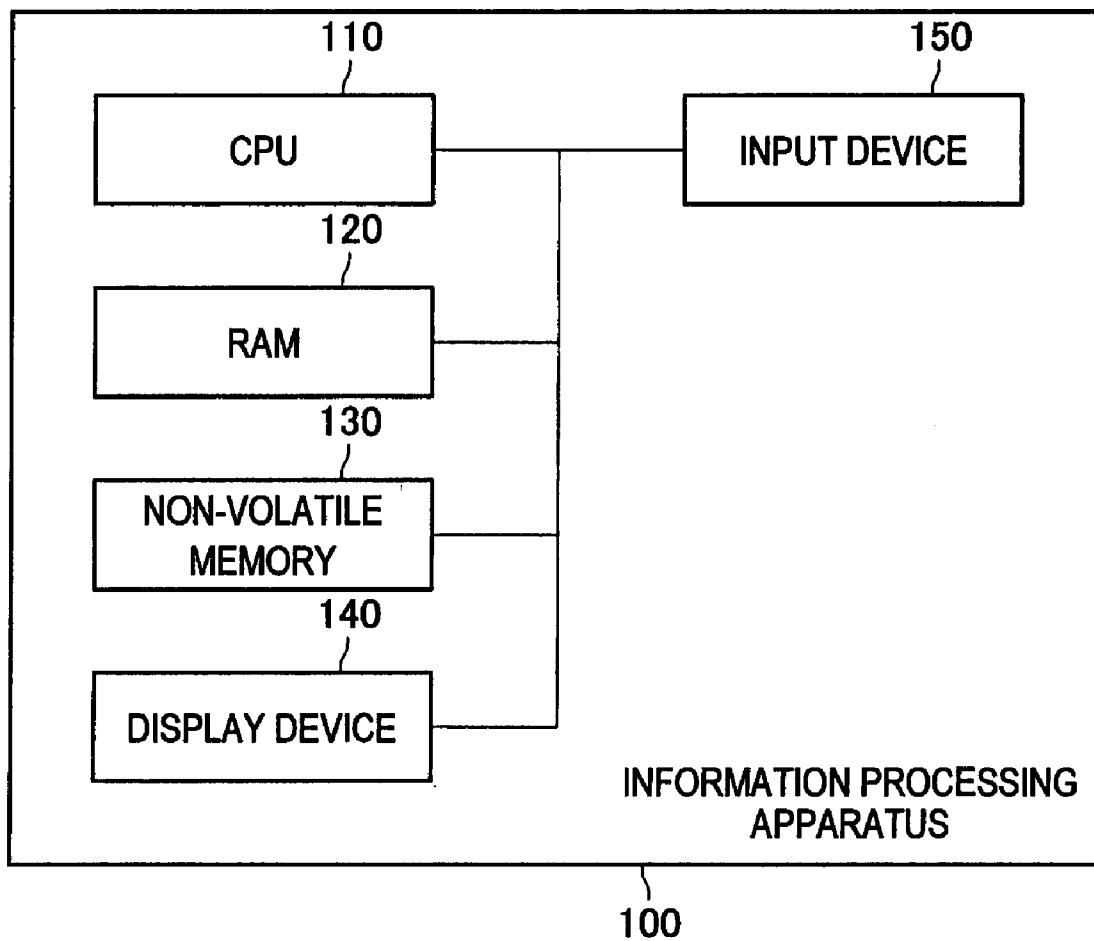 110
150
CPU
INPUT DEVICE
120
RAM
130
NON-VOLATILE
MEMORY
140
DISPLAY DEVICE
INFORMATION PROCESSING
APPARATUS
100